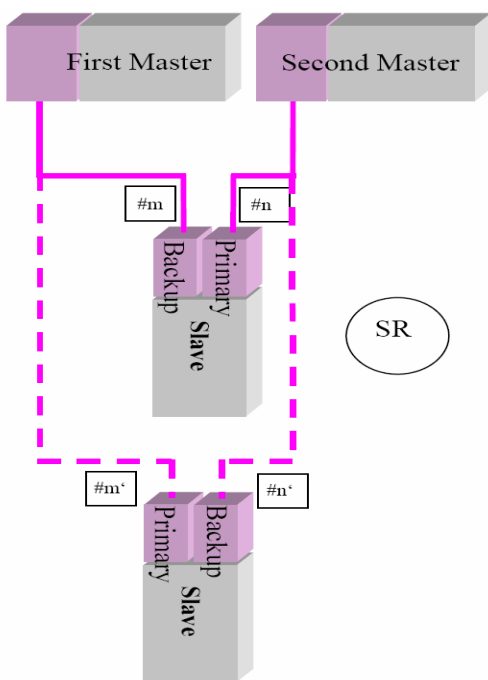 First Master
Second Master
#m
#n
Backup
Primary
Slave
SR
#m‘
#n‘
Primary
Backup
Slave